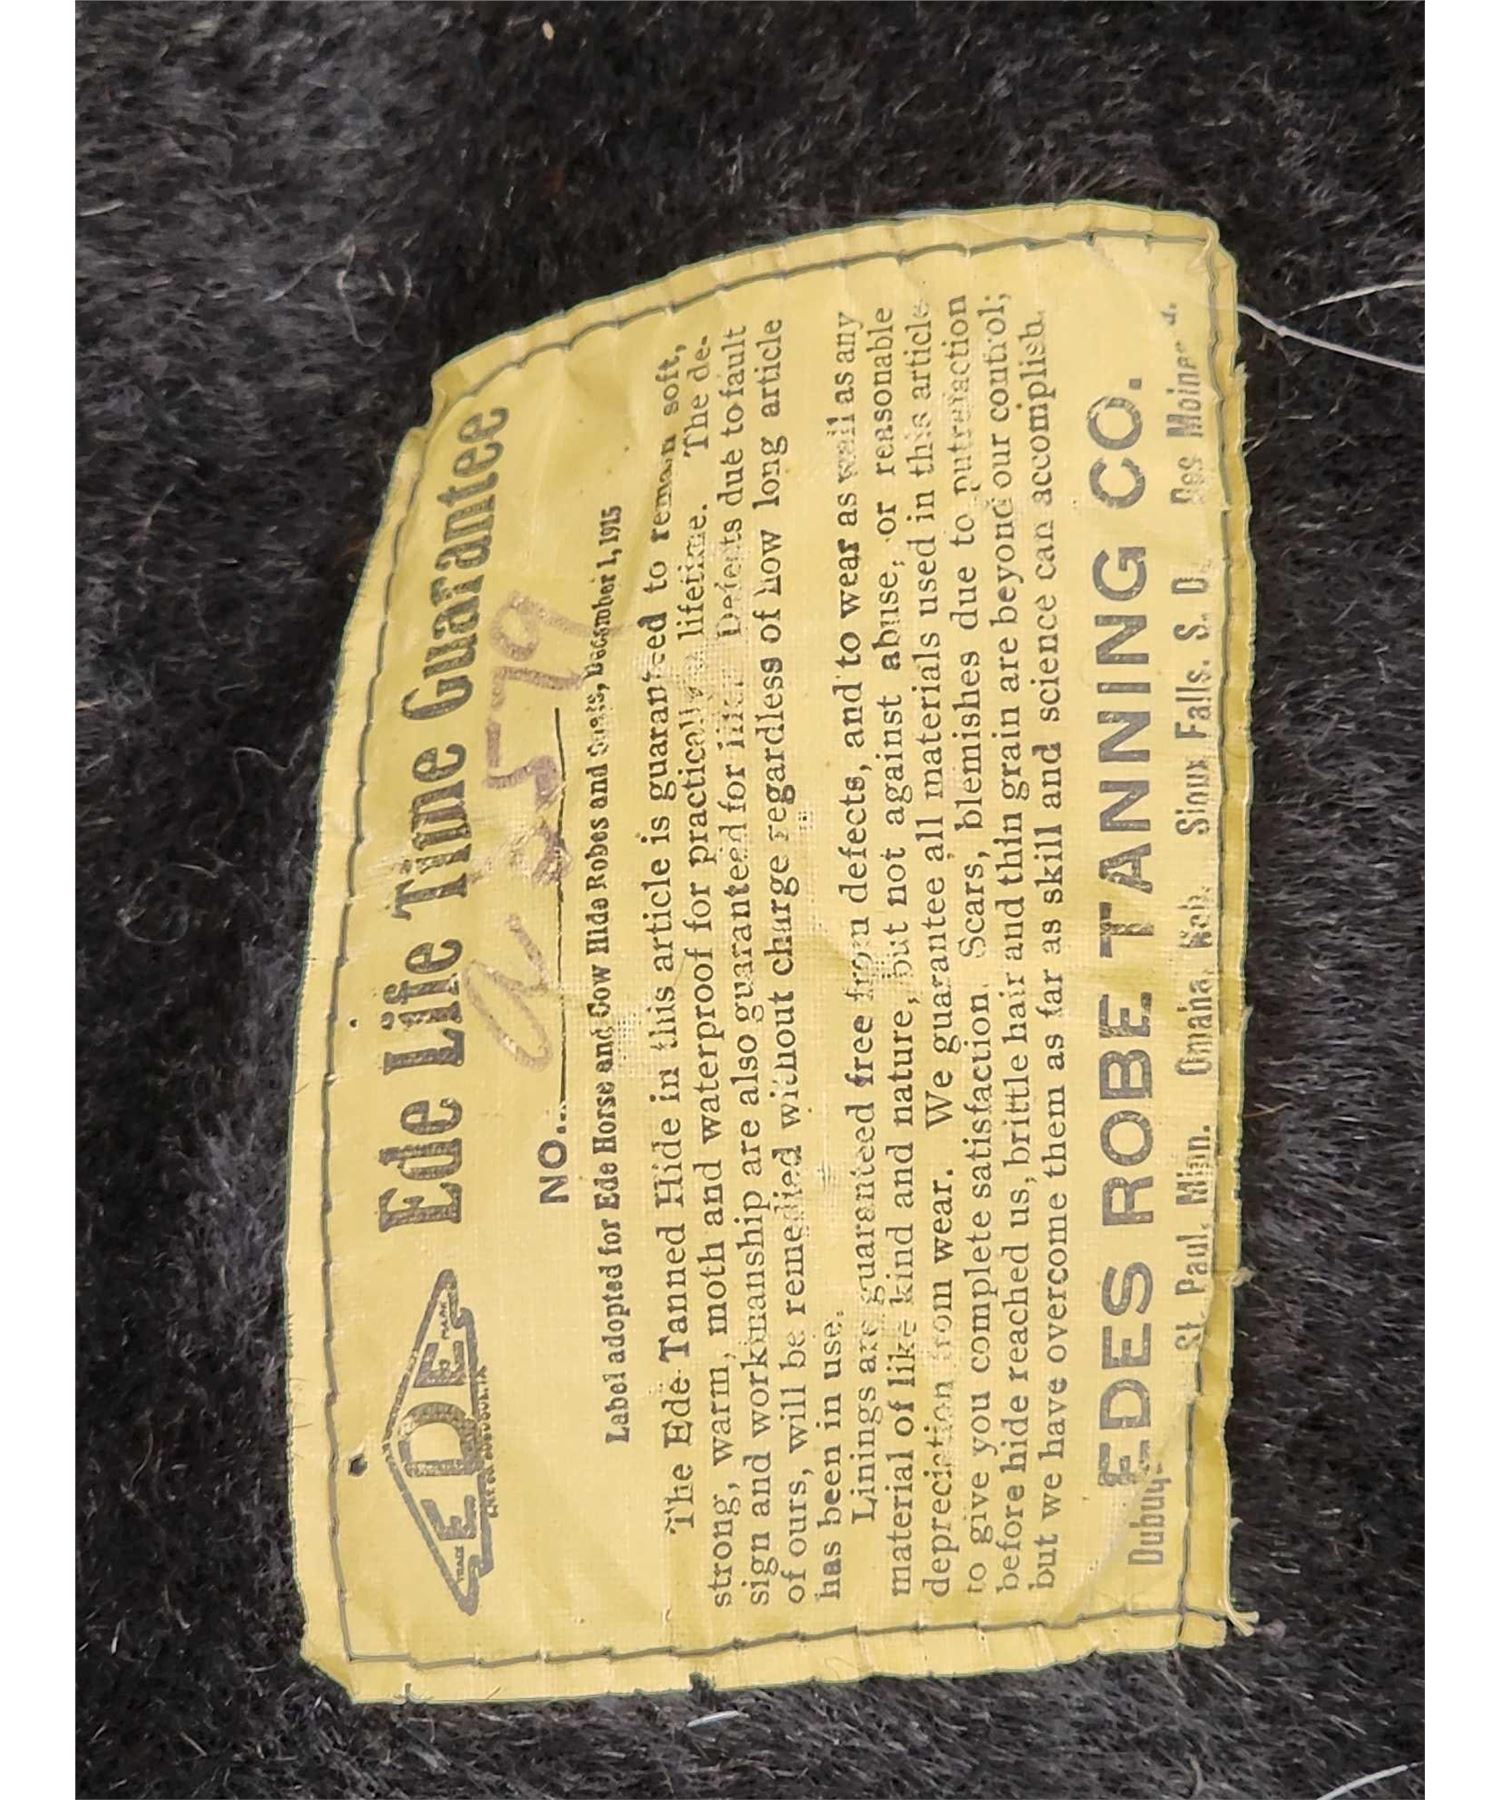 TRADE EDE MARK
Ede Life Time Guarantee
NO. a 579
Label adopted for Ede Horse and Cow Hide Robes and Coats, December 1, 1915
The Ede Tanned Hide in this article is guaranteed to remain soft,
strong, warm, moth and waterproof for practically a lifetime. The de-
sign and workmanship are also guaranteed for life. Defects due to fault
of ours, will be remedied without charge regardless of how long article
has been in use.
Linings are guaranteed free from defects, and to wear as well as any
material of like kind and nature, but not against abuse, or reasonable
depreciation from wear. We guarantee all materials used in this article
to give you complete satisfaction. Scars, blemishes due to putrefaction
before hide reached us, brittle hair and thin grain are beyond our control;
but we have overcome them as far as skill and science can accomplish.
EDES ROBE TANNING CO.
Dubuq St. Paul, Minn. Omaha, Neb. Sioux Falls, S. D. Des Moines